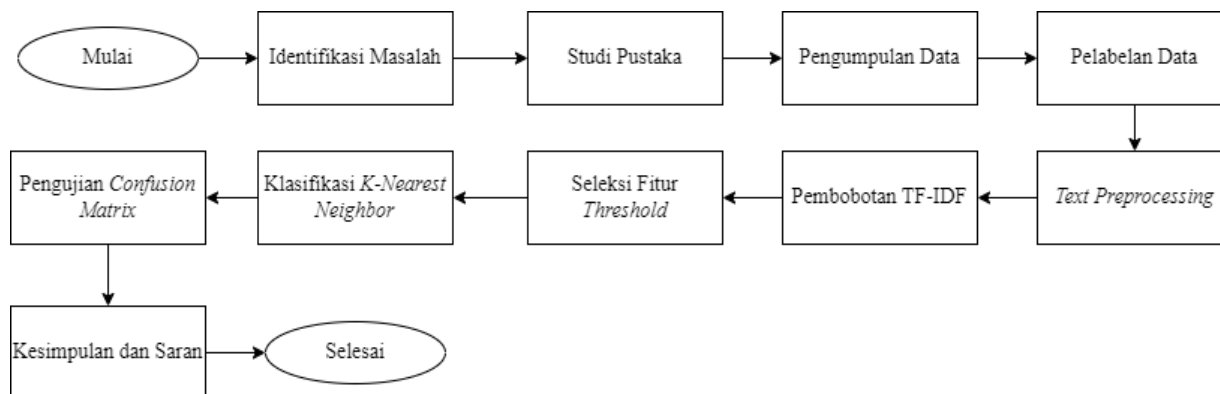 Mulai
Identifikasi Masalah
Studi Pustaka
Pengumpulan Data
Pelabelan Data
Text Preprocessing
Pembobotan TF-IDF
Seleksi Fitur
Threshold
Klasifikasi K-Nearest
Neighbor
Pengujian Confusion
Matrix
Kesimpulan dan Saran
Selesai